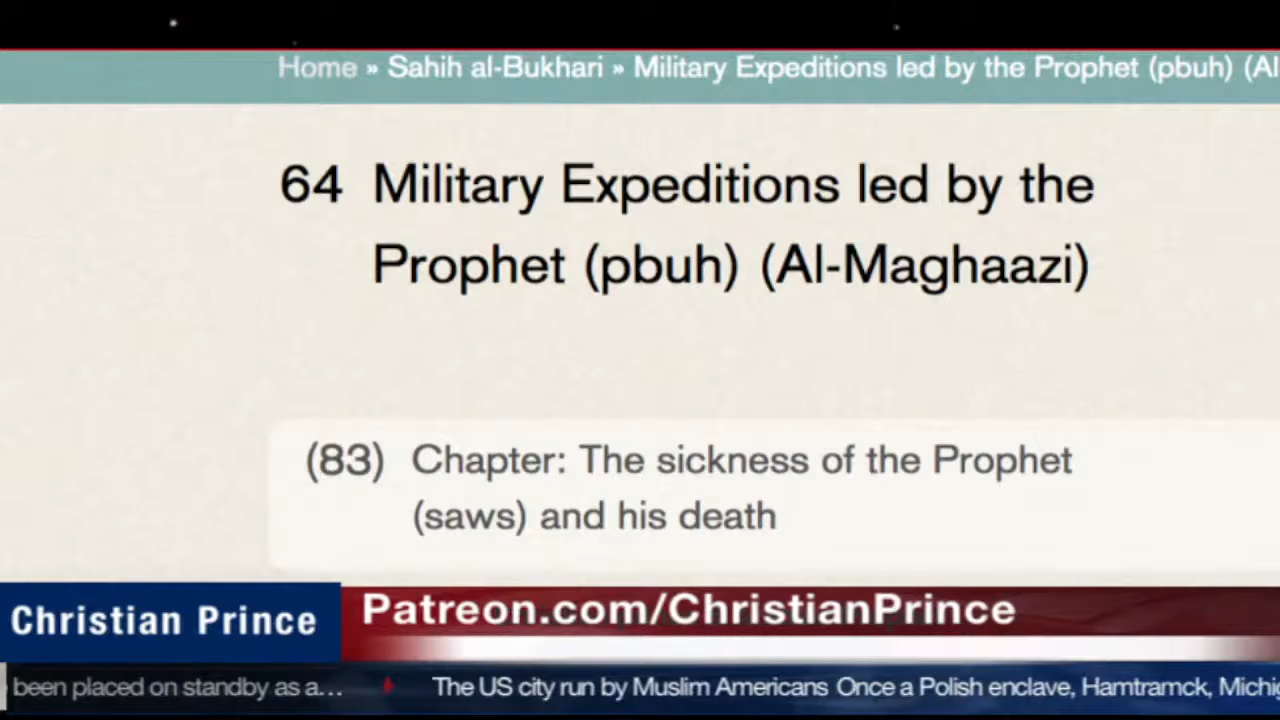 Home » Sahih al-Bukhari » Military Expeditions led by the Prophet (pbuh) (Al
64 Military Expeditions led by the
Prophet (pbuh) (Al-Maghaazi)
(83) Chapter: The sickness of the Prophet
(saws) and his death
Christian Prince
Patreon.com/ChristianPrince
been placed on standby as a... The US city run by Muslim Americans Once a Polish enclave, Hamtramck, Michig